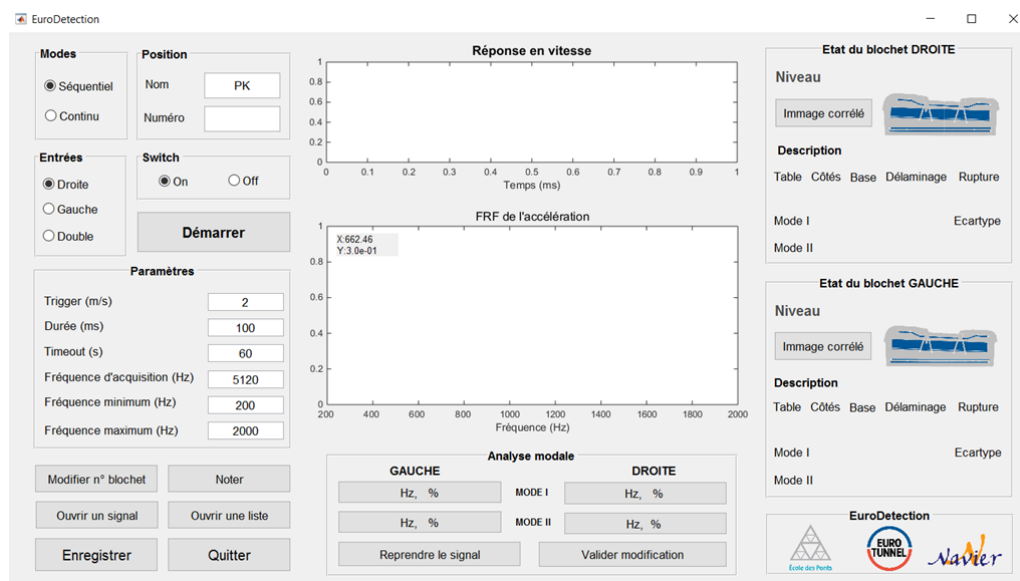 EuroDetection
Modes
Séquentiel
Continu
Position
Nom PK
Numéro
Entrées
Droite
Gauche
Double
Switch
On Off
Démarrer
Paramètres
Trigger (m/s) 2
Durée (ms) 100
Timeout (s) 60
Fréquence d'acquisition (Hz) 5120
Fréquence minimum (Hz) 200
Fréquence maximum (Hz) 2000
Modifier n° blochet Noter
Ouvrir un signal Ouvrir une liste
Enregistrer Quitter
Réponse en vitesse
1
0.8
0.6
0.4
0.2
0
0 0.1 0.2 0.3 0.4 0.5 0.6 0.7 0.8 0.9 1
Temps (ms)
FRF de l'accélération
X:662.46
Y:3.0e-01
1
0.8
0.6
0.4
0.2
0
200 400 600 800 1000 1200 1400 1600 1800 2000
Fréquence (Hz)
Analyse modale
GAUCHE DROITE
Hz, % MODE I Hz, %
Hz, % MODE II Hz, %
Reprendre le signal Valider modification
Etat du blochet DROITE
Niveau
Immage corrélé
Description
Table Côtés Base Délaminage Rupture
Mode I Ecartype
Mode II
Etat du blochet GAUCHE
Niveau
Immage corrélé
Description
Table Côtés Base Délaminage Rupture
Mode I Ecartype
Mode II
EuroDetection
École des Ponts
EURO
TUNNEL
Navier